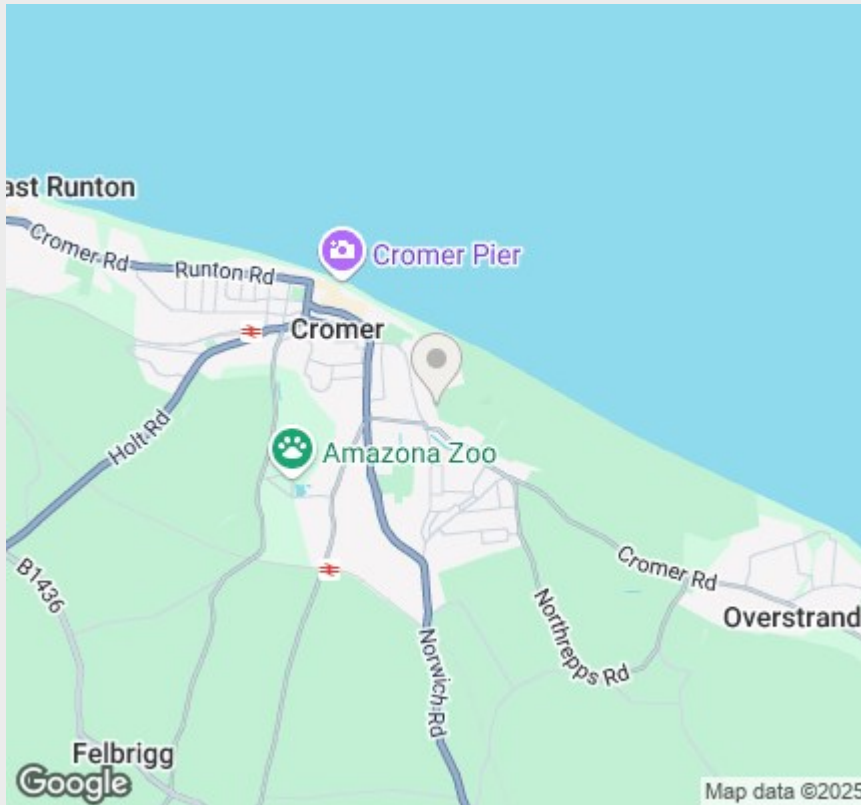 ast Runton
Cromer Rd
Runton Rd
Cromer Pier
Cromer
Holt Rd
Amazona Zoo
B1436
Cromer Rd
Northrepps Rd
Overstrand
Norwich Rd
Felbrigg
Google
Map data ©2025